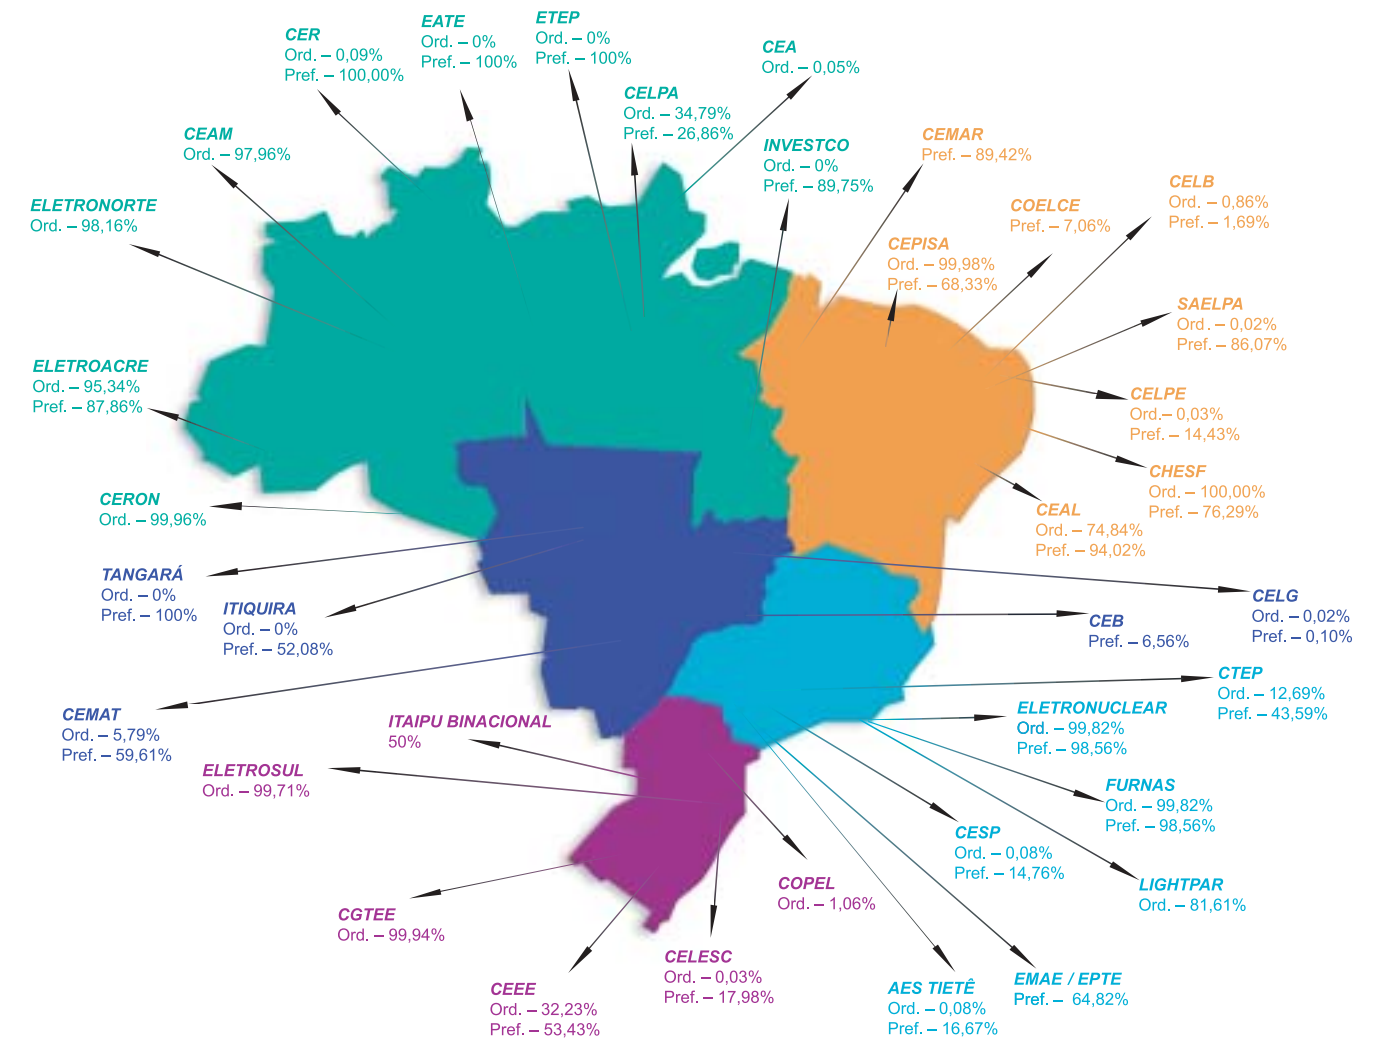 CER
Ord. – 0,09%
Pref. – 100,00%
EATE
Ord. – 0%
Pref. – 100%
ETEP
Ord. – 0%
Pref. – 100%
CEA
Ord. – 0,05%
CELPA
Ord. – 34,79%
Pref. – 26,86%
CEAM
Ord. – 97,96%
INVESTCO
Ord. – 0%
Pref. – 89,75%
CEMAR
Pref. – 89,42%
CELB
Ord. – 0,86%
Pref. – 1,69%
COELCE
Pref. – 7,06%
ELETRONORTE
Ord. – 98,16%
CEPISA
Ord. – 99,98%
Pref. – 68,33%
SAELPA
Ord. – 0,02%
Pref. – 86,07%
ELETROACRE
Ord. – 95,34%
Pref. – 87,86%
CELPE
Ord.– 0,03%
Pref. – 14,43%
CHESF
Ord. – 100,00%
Pref. – 76,29%
CERON
Ord. – 99,96%
CEAL
Ord. – 74,84%
Pref. – 94,02%
TANGARÁ
Ord. – 0%
Pref. – 100%
ITIQUIRA
Ord. – 0%
Pref. – 52,08%
CELG
Ord. – 0,02%
Pref. – 0,10%
CEB
Pref. – 6,56%
CTEP
Ord. – 12,69%
Pref. – 43,59%
CEMAT
Ord. – 5,79%
Pref. – 59,61%
ITAIPU BINACIONAL
50%
ELETRONUCLEAR
Ord. – 99,82%
Pref. – 98,56%
ELETROSUL
Ord. – 99,71%
FURNAS
Ord. – 99,82%
Pref. – 98,56%
CESP
Ord. – 0,08%
Pref. – 14,76%
COPEL
Ord. – 1,06%
LIGHTPAR
Ord. – 81,61%
CGTEE
Ord. – 99,94%
CELESC
Ord. – 0,03%
Pref. – 17,98%
CEEE
Ord. – 32,23%
Pref. – 53,43%
AES TIETÊ
Ord. – 0,08%
Pref. – 16,67%
EMAE / EPTE
Pref. – 64,82%